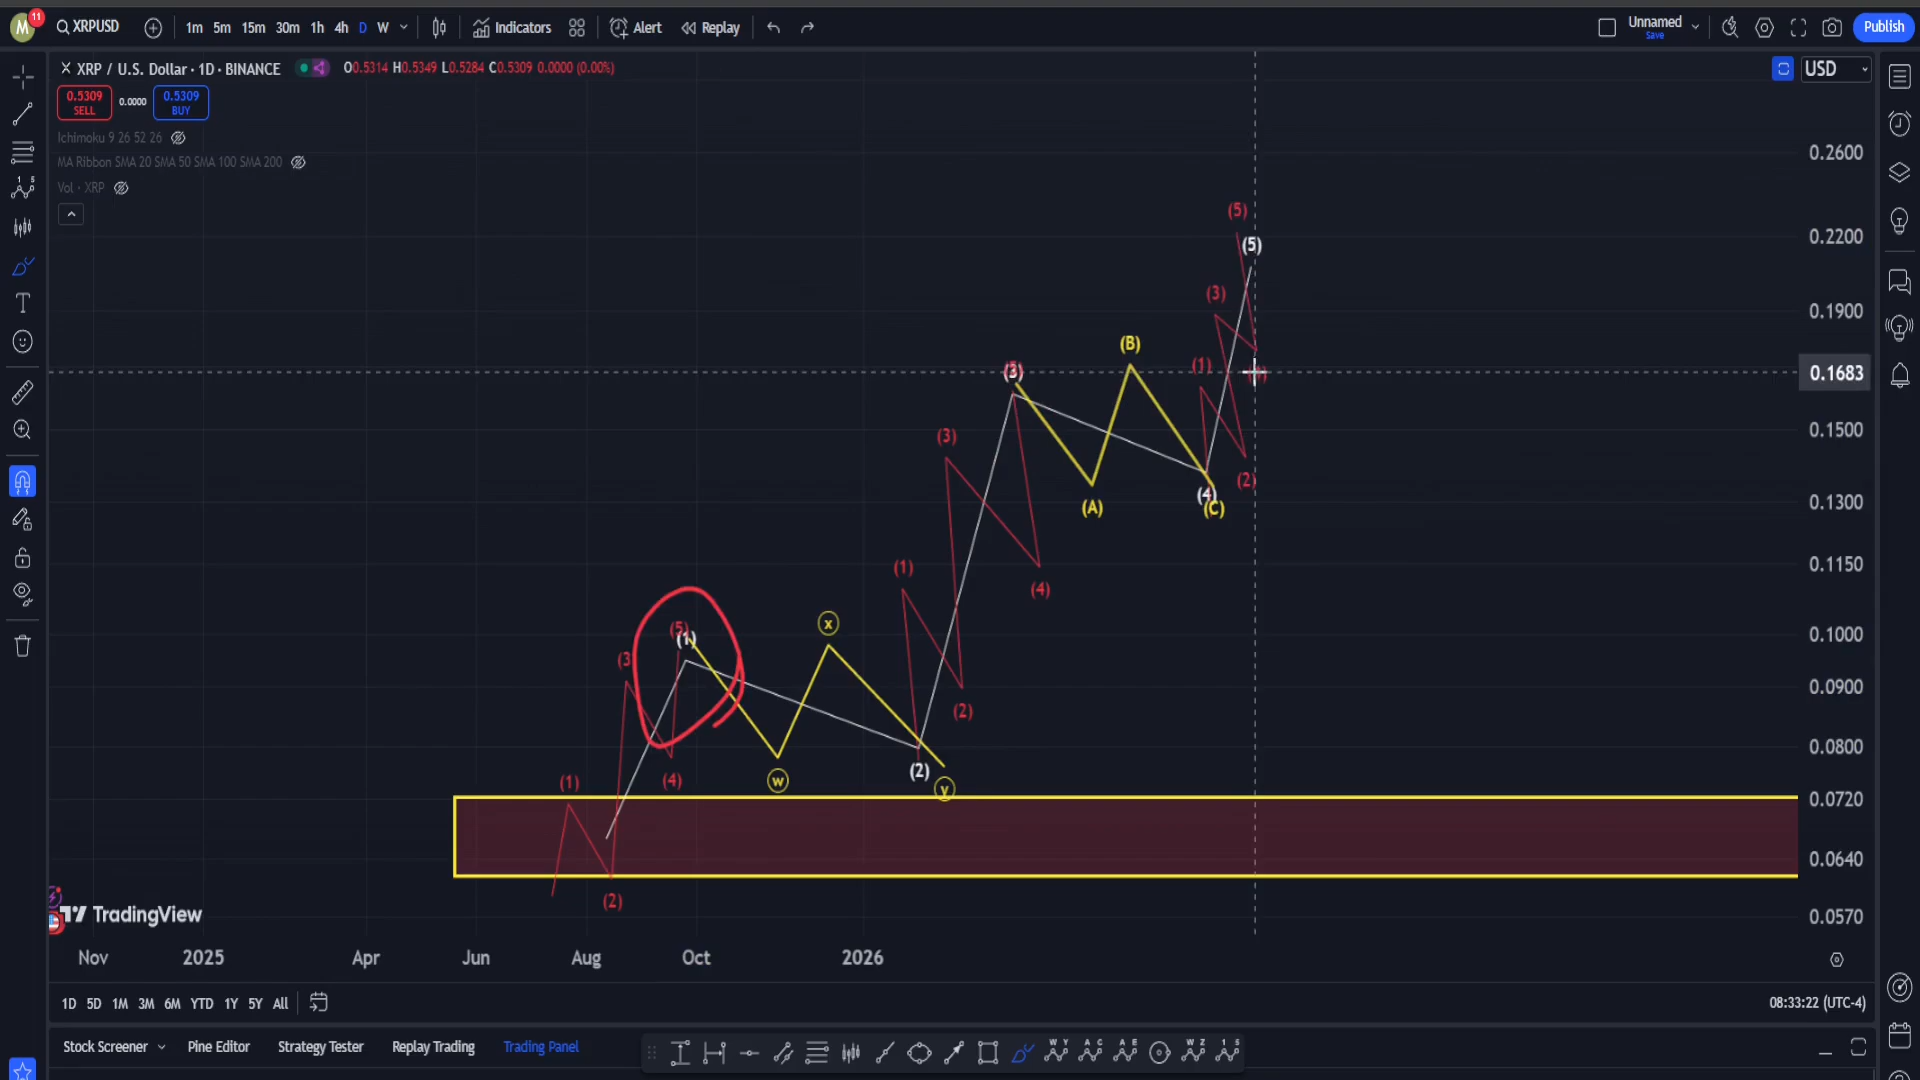 M 11 XRPUSD 1m 5m 15m 30m 1h 4h D W Indicators Alert Replay Unnamed Save Publish
XRP / U.S. Dollar · 1D · BINANCE O0.5314 H0.5349 L0.5284 C0.5309 0.0000 (0.00%) USD
0.5309 SELL 0.0000 0.5309 BUY
Ichimoku 9 26 52 26
MA Ribbon SMA 20 SMA 50 SMA 100 SMA 200
Vol · XRP
0.2600
(5)
(5) 0.2200
(3) 0.1900
(B)
(3) (1) 0.1683
(3) 0.1500
(A) (4) (C) (2) 0.1300
(1) (4) 0.1150
(5) (1) x 0.1000
(3 0.0900
(2)
(1) (4) w (2) y 0.0800
0.0720
0.0640
(2)
TradingView 0.0570
Nov 2025 Apr Jun Aug Oct 2026
1D 5D 1M 3M 6M YTD 1Y 5Y All 08:33:22 (UTC-4)
Stock Screener Pine Editor Strategy Tester Replay Trading Trading Panel